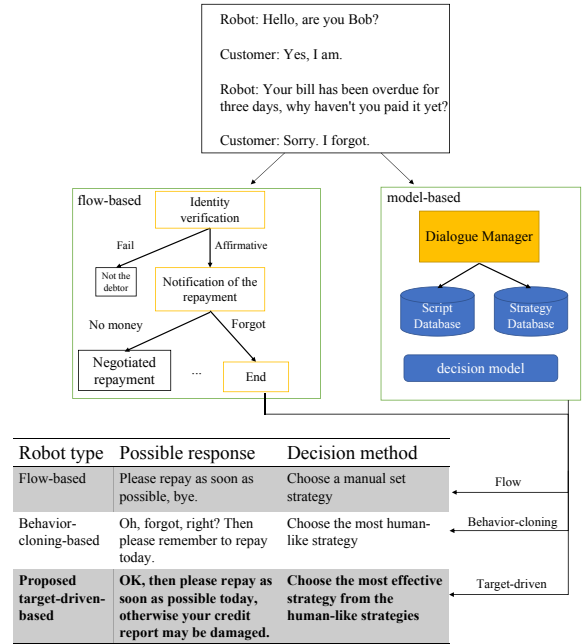 Robot: Hello, are you Bob?
Customer: Yes, I am.
Robot: Your bill has been overdue for
three days, why haven't you paid it yet?
Customer: Sorry. I forgot.
flow-based
Identity
verification
Fail
Affirmative
Not the
debtor
Notification of the
repayment
No money
Forgot
Negotiated
repayment
...
End
model-based
Dialogue Manager
Script
Database
Strategy
Database
decision model
Robot type
Possible response
Decision method
Flow-based
Please repay as soon as
possible, bye.
Choose a manual set
strategy
Flow
Behavior-
cloning-based
Oh, forgot, right? Then
please remember to repay
today.
Choose the most human-
like strategy
Behavior-cloning
Proposed
target-driven-
based
OK, then please repay as
soon as possible today,
otherwise your credit
report may be damaged.
Choose the most effective
strategy from the
human-like strategies
Target-driven